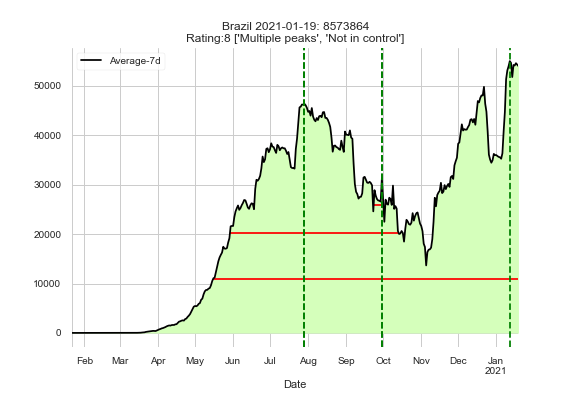 Brazil 2021-01-19: 8573864
Rating:8 ['Multiple peaks', 'Not in control']
Average-7d
50000
40000
30000
20000
10000
0
Feb Mar Apr May Jun Jul Aug Sep Oct Nov Dec Jan
2021
Date